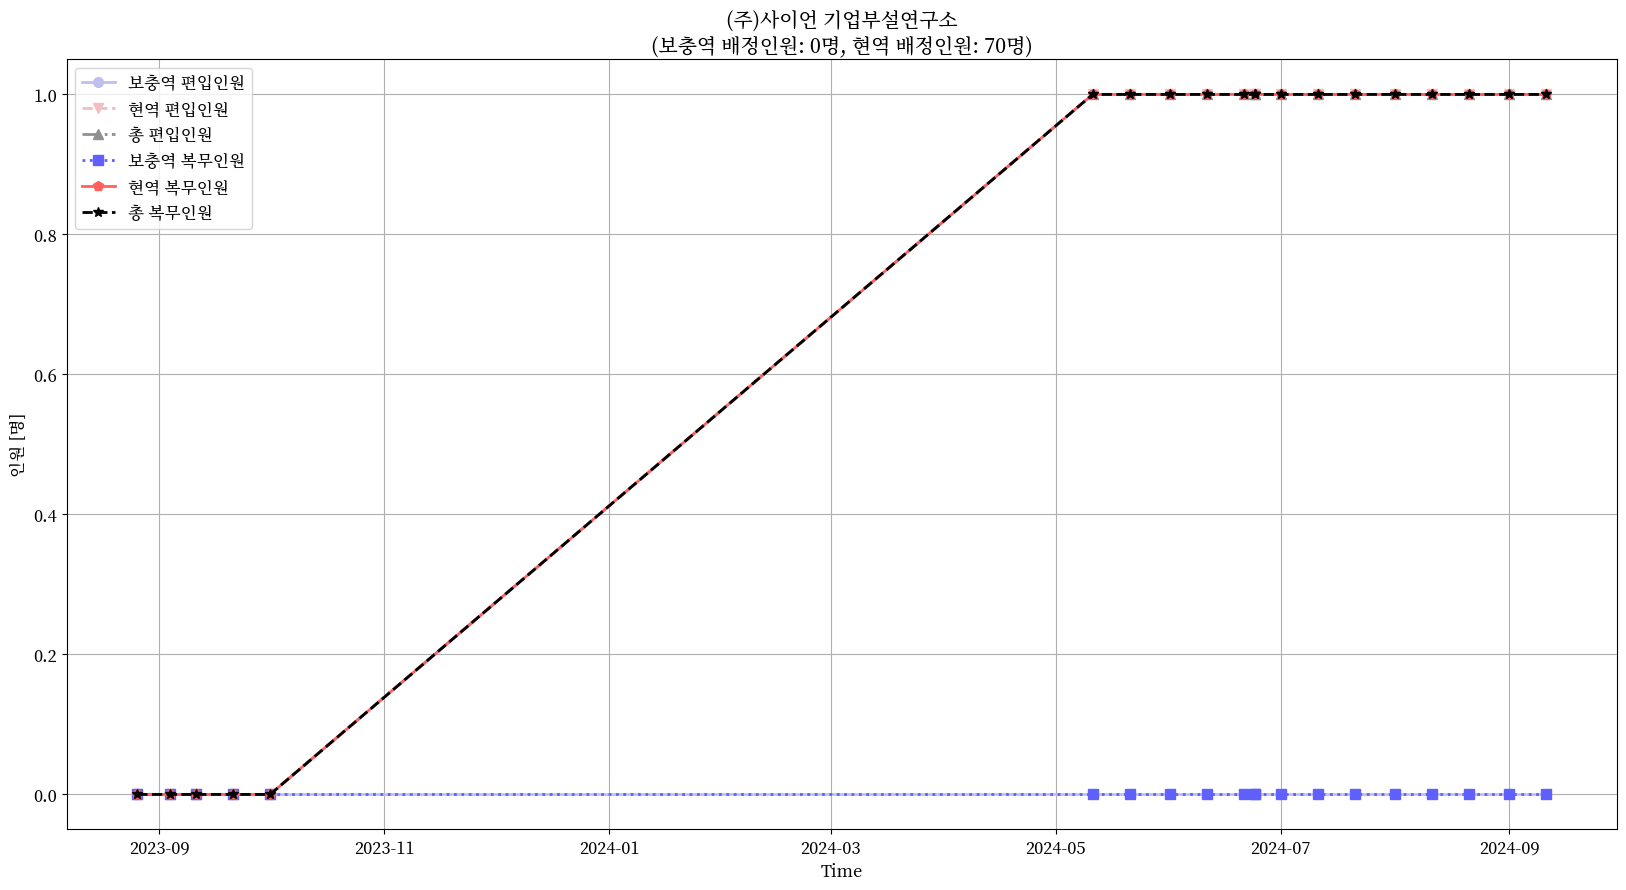 (주)사이언 기업부설연구소
(보충역 배정인원: 0명, 현역 배정인원: 70명)
보충역 편입인원
현역 편입인원
총 편입인원
보충역 복무인원
현역 복무인원
총 복무인원
1.0
0.8
0.6
0.4
0.2
0.0
인원 [명]
2023-09
2023-11
2024-01
2024-03
2024-05
2024-07
2024-09
Time